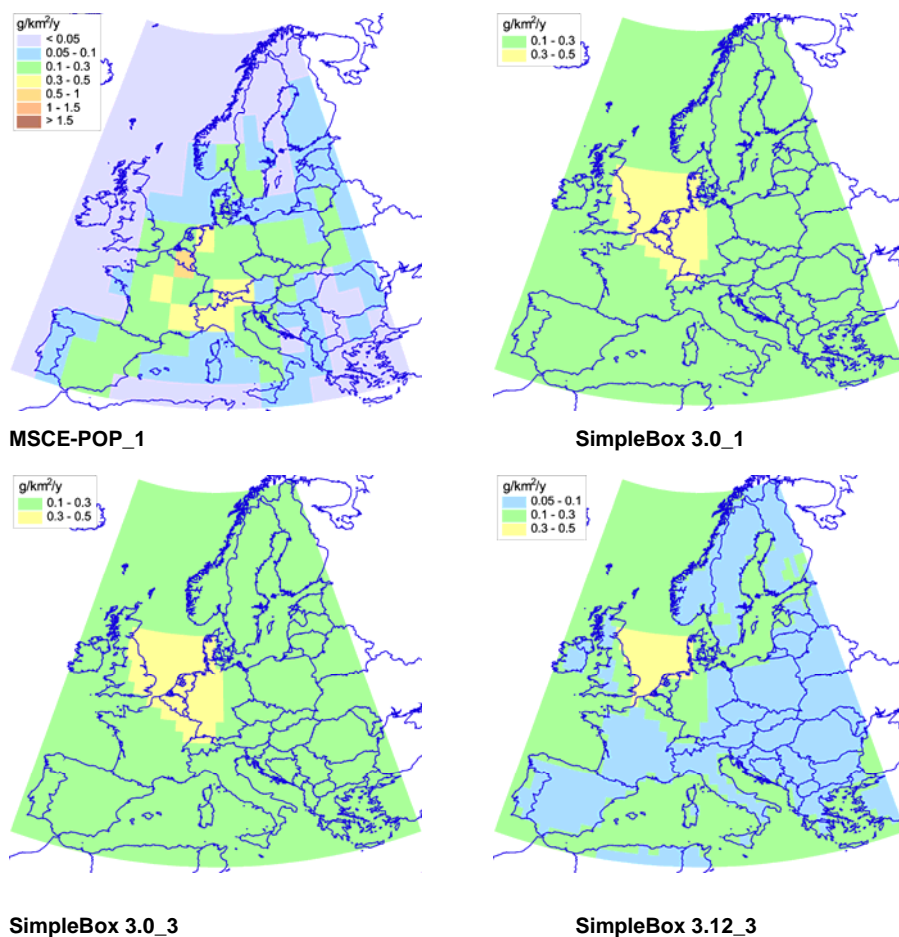 g/km²/y
< 0.05
0.05 - 0.1
0.1 - 0.3
0.3 - 0.5
0.5 - 1
1 - 1.5
> 1.5
g/km²/y
0.1 - 0.3
0.3 - 0.5
MSCE-POP_1
SimpleBox 3.0_1
g/km²/y
0.1 - 0.3
0.3 - 0.5
g/km²/y
0.05 - 0.1
0.1 - 0.3
0.3 - 0.5
SimpleBox 3.0_3
SimpleBox 3.12_3